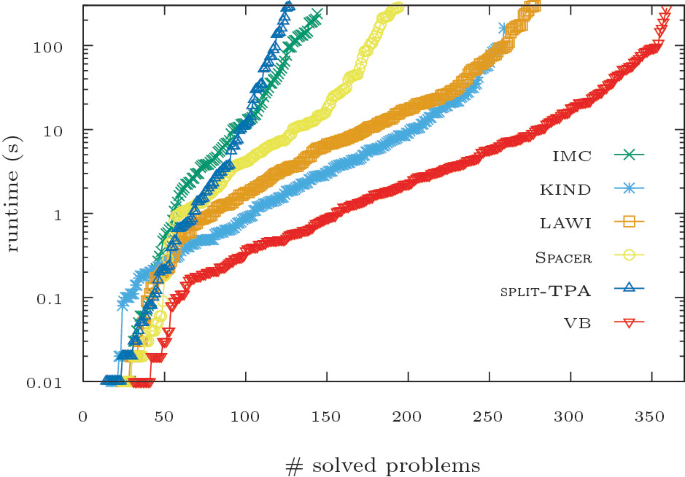 100
10
1
0.1
0.01
runtime (s)
IMC
KIND
LAWI
SPACER
SPLIT-TPA
VB
0 50 100 150 200 250 300 350
# solved problems